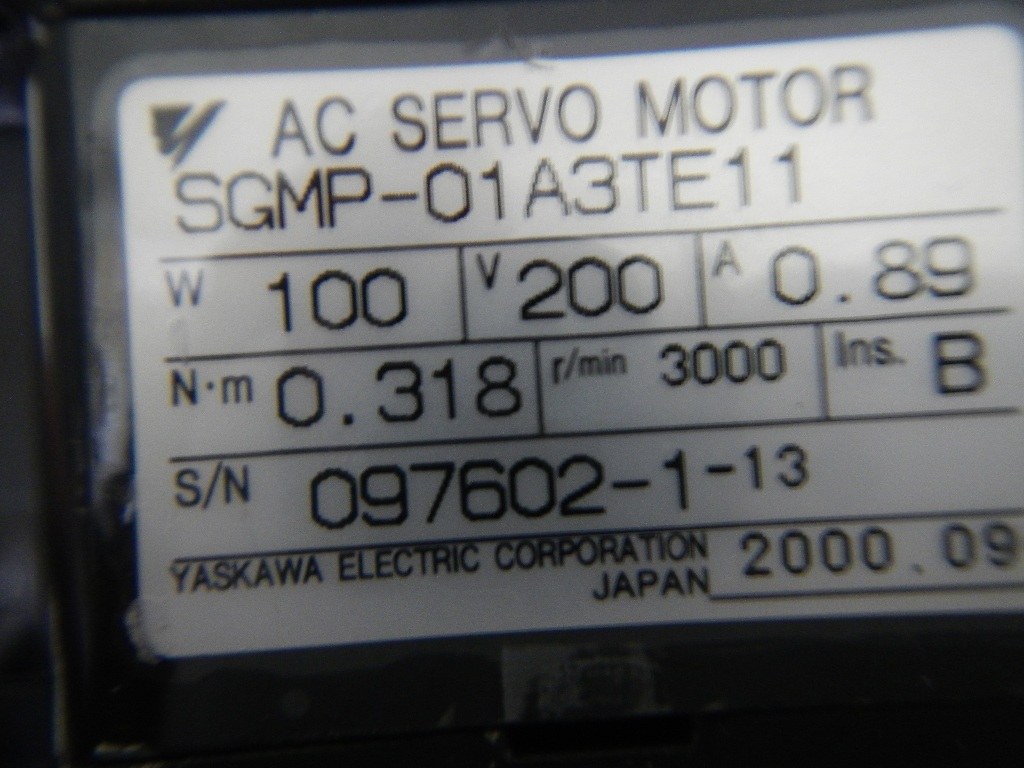 AC SERVO MOTOR
SGMP-01A3TE11
W 100 V 200 A 0.89
N·m 0.318 r/min 3000 Ins. B
S/N 097602-1-13
YASKAWA ELECTRIC CORPORATION 2000.09
JAPAN